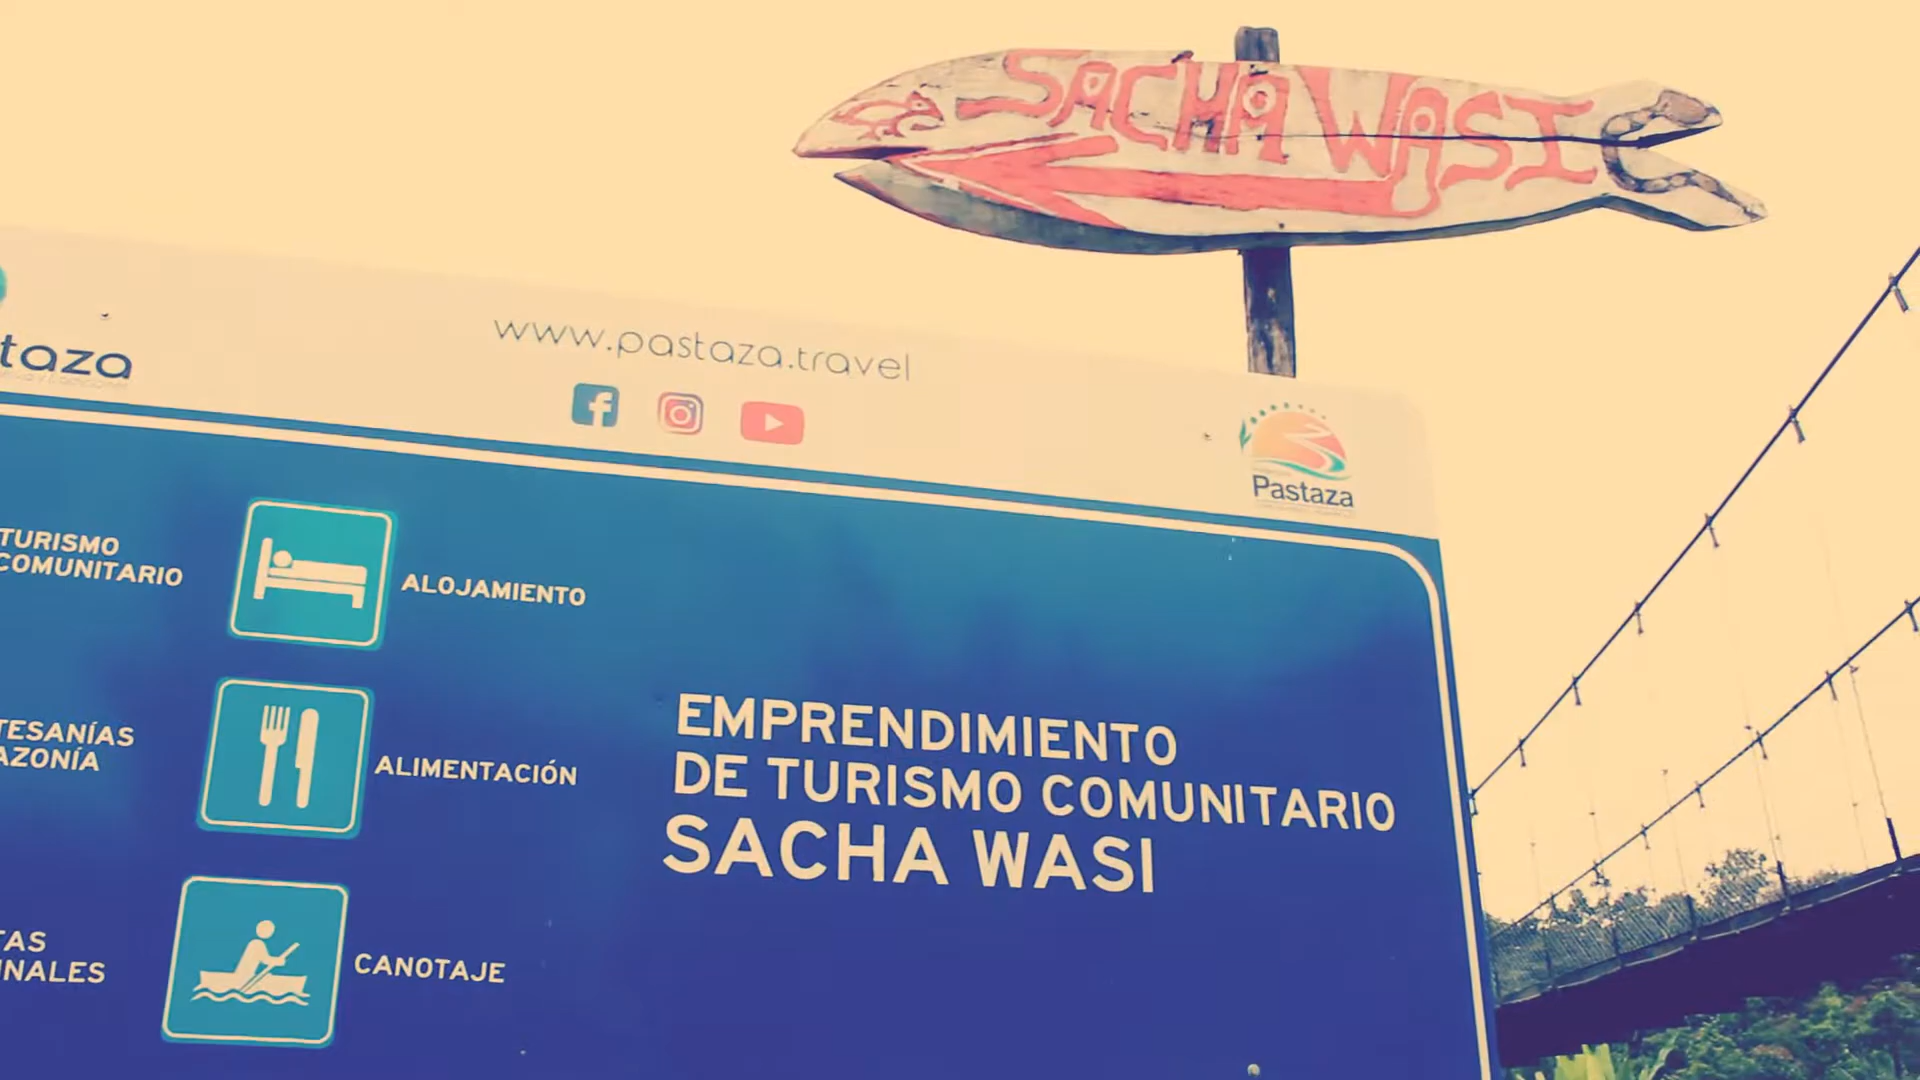 SACHA WASI
www.pastaza.travel
taza
Pastaza
TURISMO
COMUNITARIO
ALOJAMIENTO
TESANÍAS
AZONÍA
ALIMENTACIÓN
TAS
INALES
CANOTAJE
EMPRENDIMIENTO
DE TURISMO COMUNITARIO
SACHA WASI